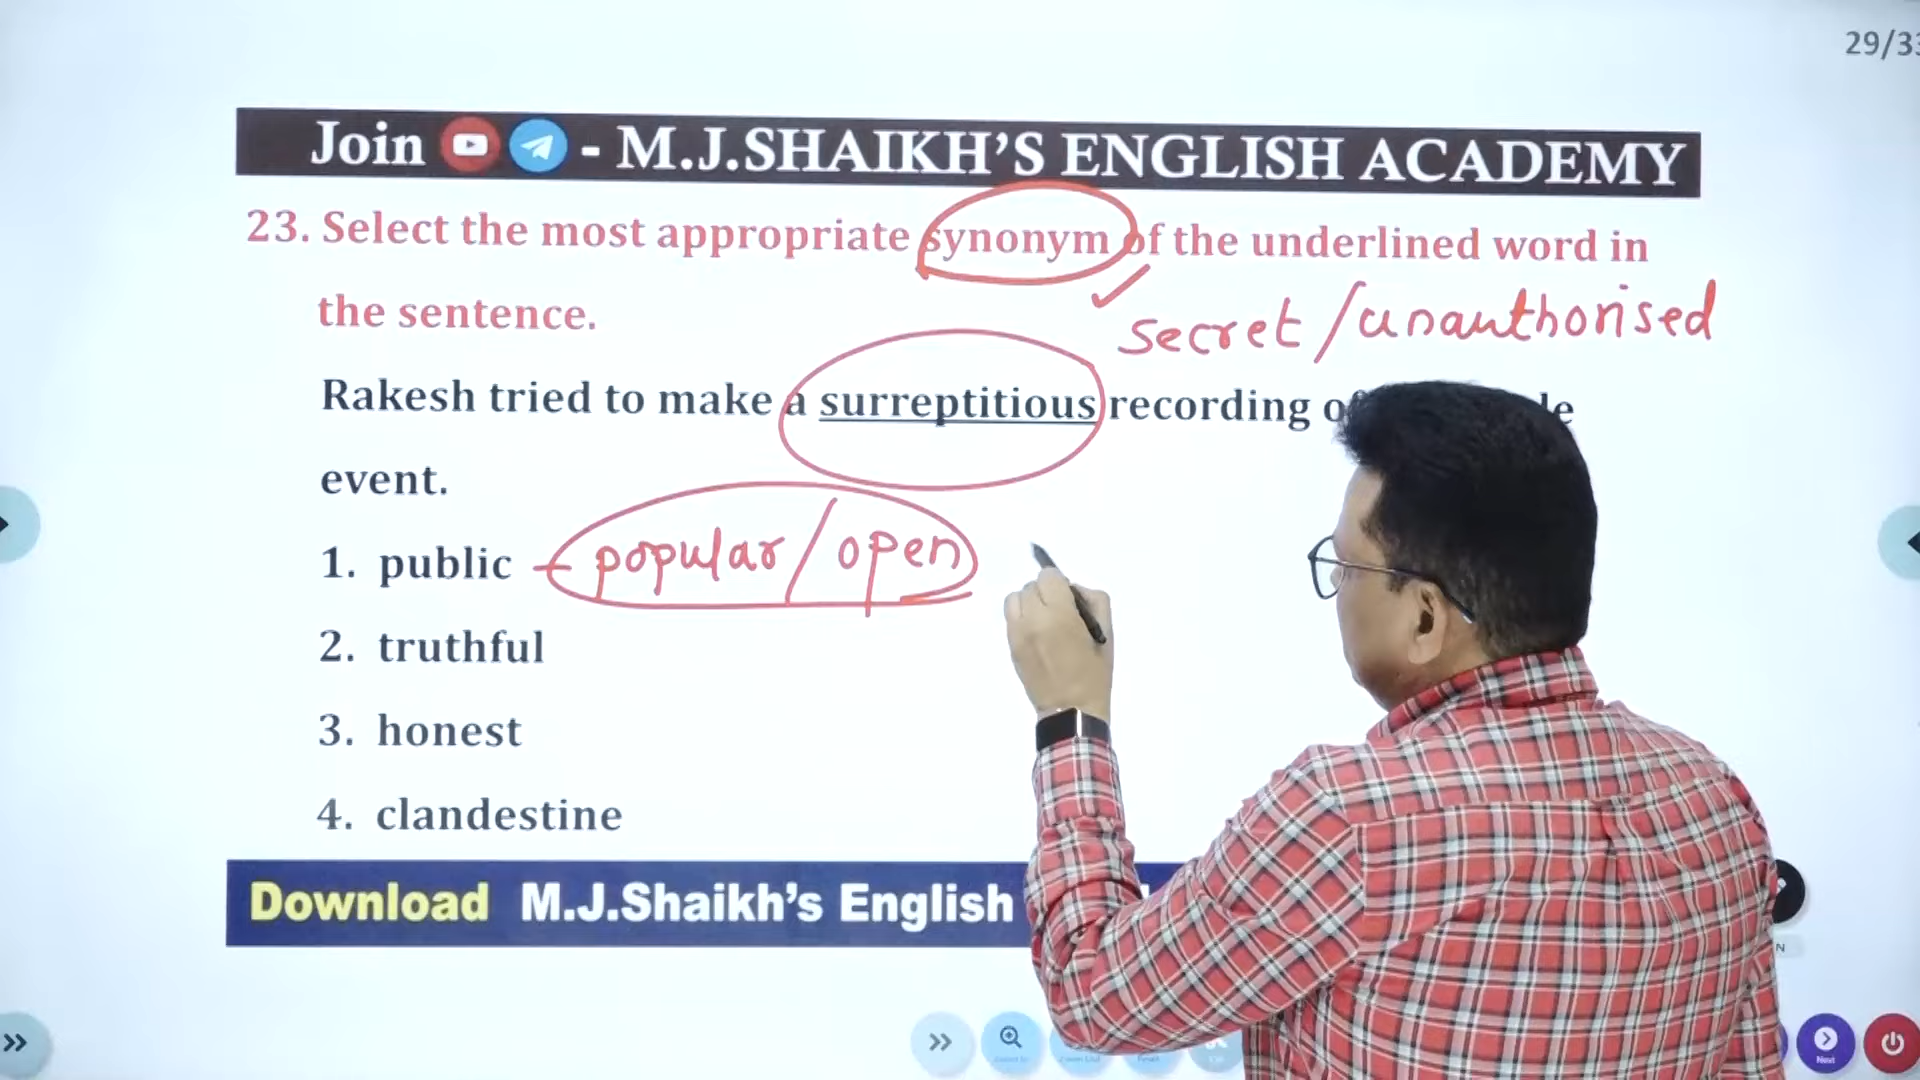 29/33
Join - M.J.SHAIKH'S ENGLISH ACADEMY
23. Select the most appropriate synonym of the underlined word in
the sentence.
secret / unauthorised
Rakesh tried to make a surreptitious recording
event.
1. public - popular / open
2. truthful
3. honest
4. clandestine
Download M.J.Shaikh's English
Next